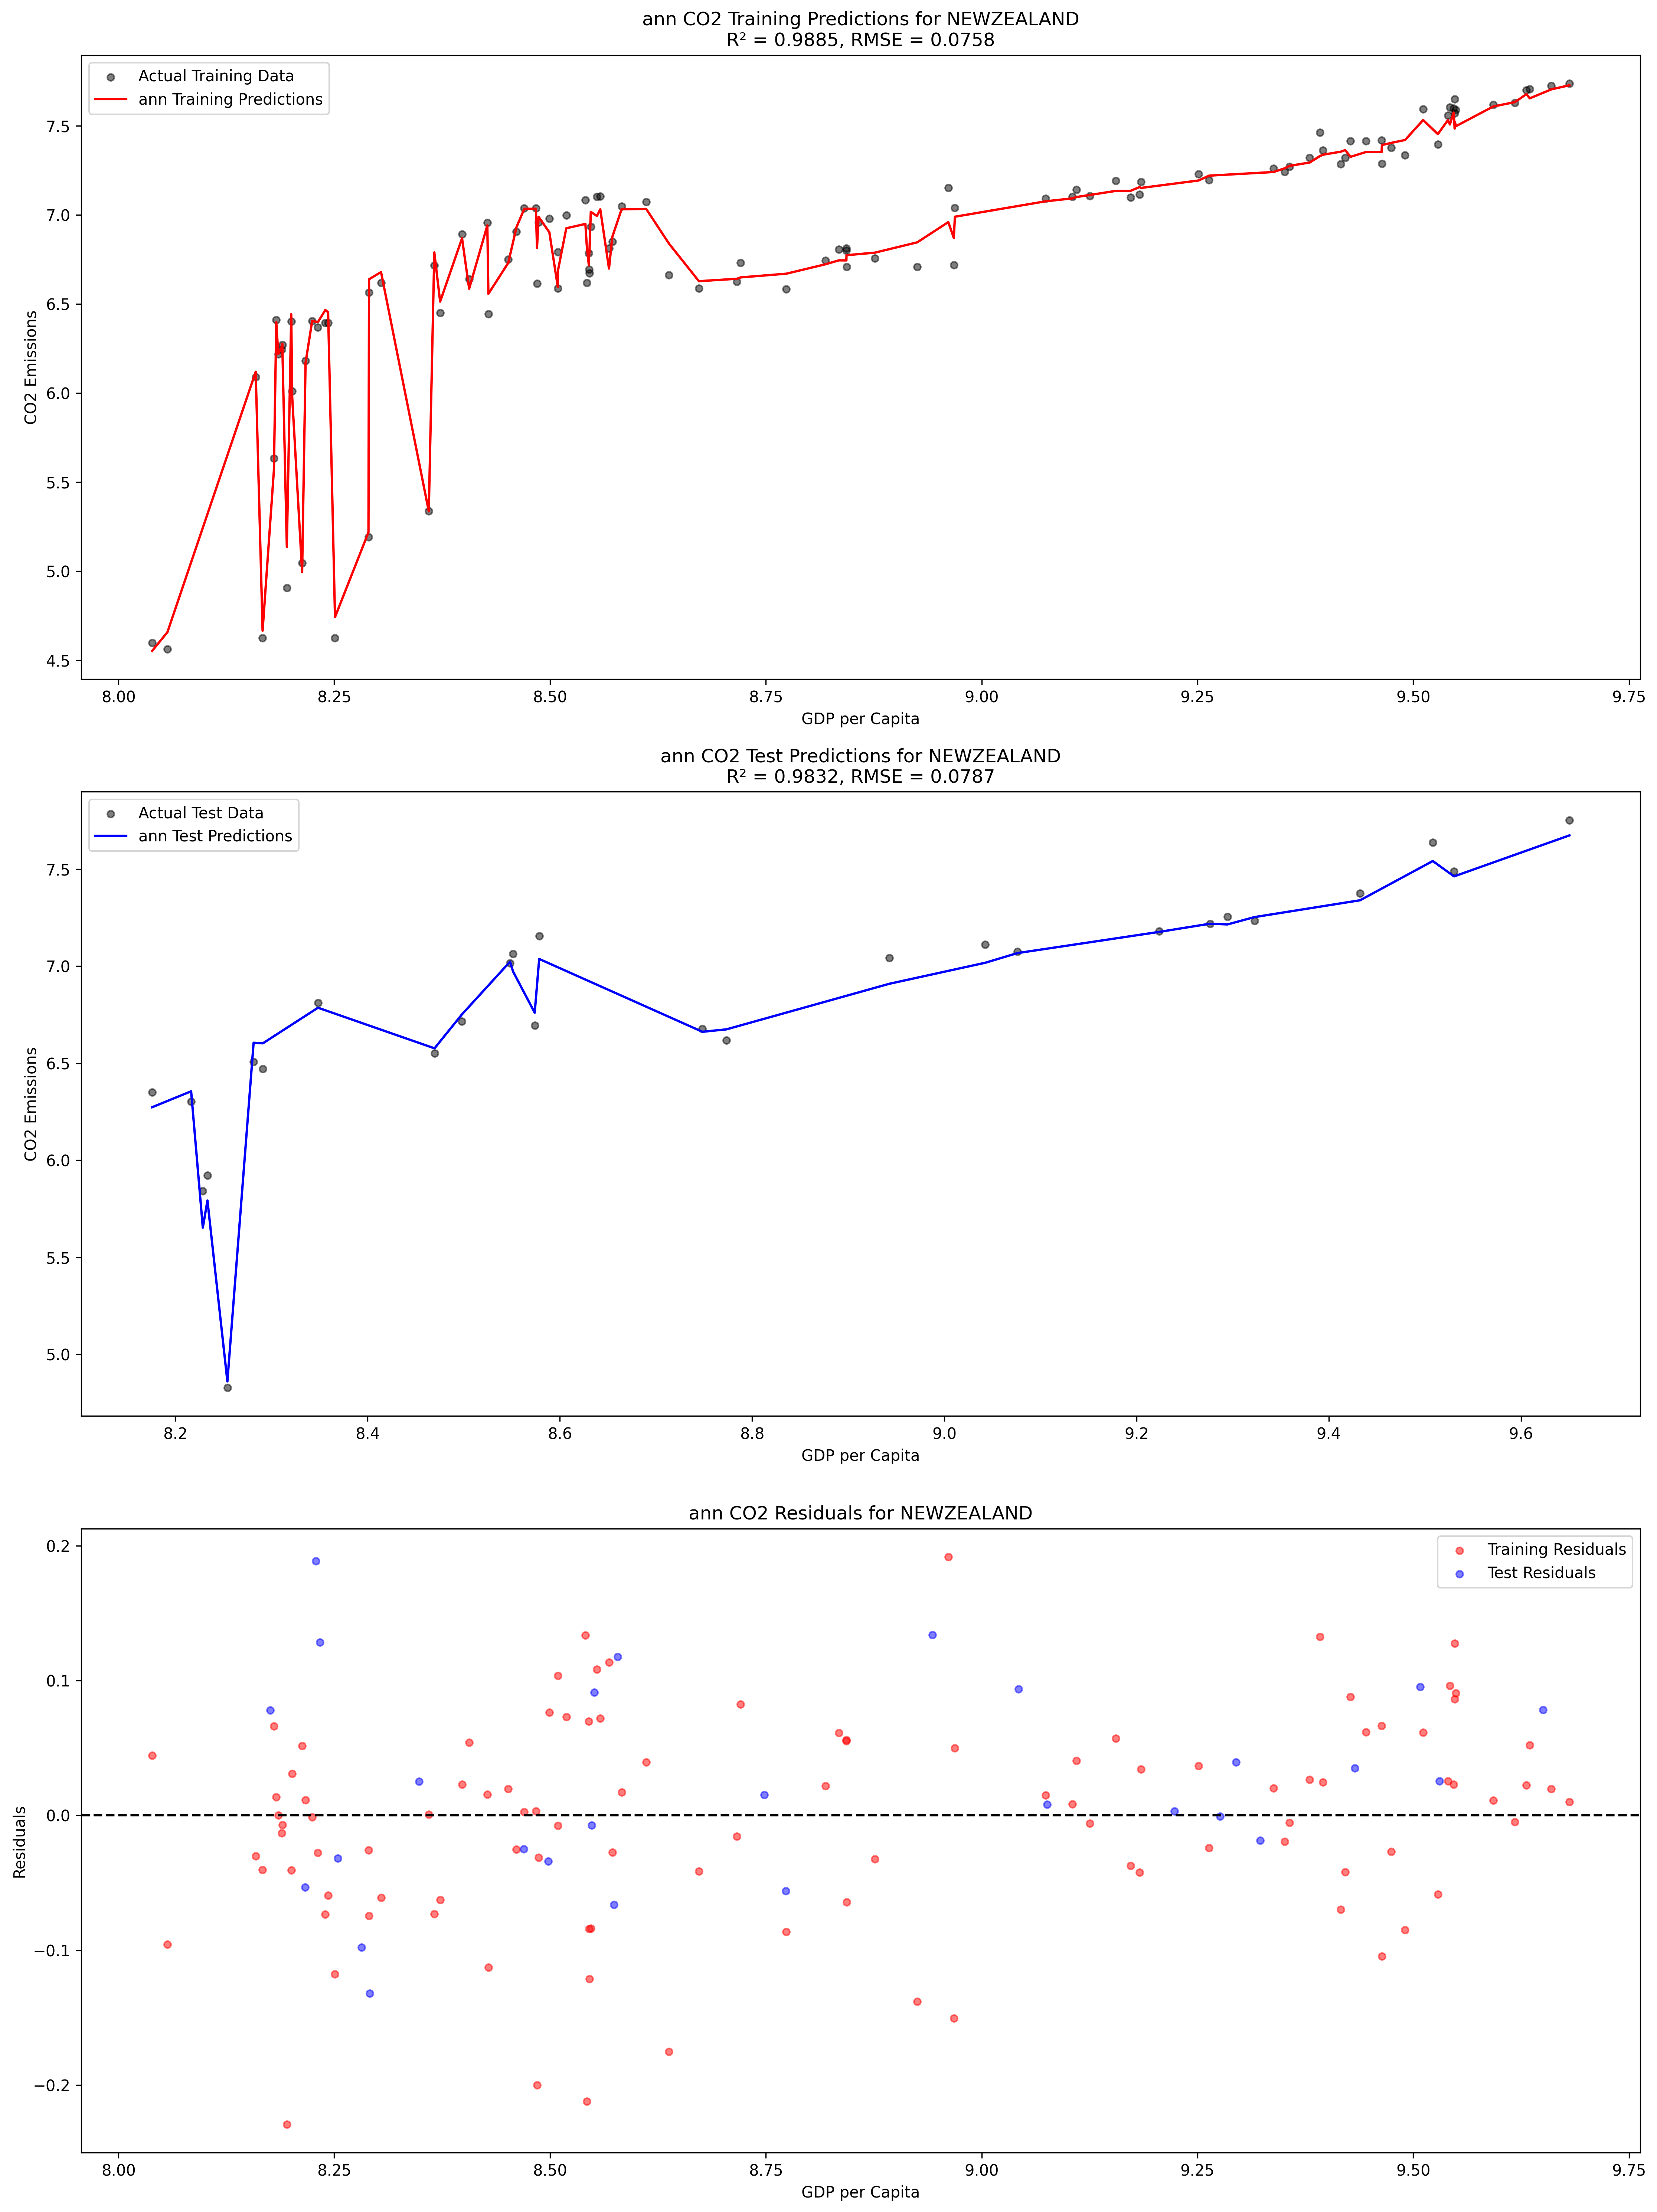 ann CO2 Training Predictions for NEWZEALAND
R² = 0.9885, RMSE = 0.0758
Actual Training Data
ann Training Predictions
CO2 Emissions
7.5
7.0
6.5
6.0
5.5
5.0
4.5
8.00 8.25 8.50 8.75 9.00 9.25 9.50 9.75
GDP per Capita
ann CO2 Test Predictions for NEWZEALAND
R² = 0.9832, RMSE = 0.0787
Actual Test Data
ann Test Predictions
CO2 Emissions
7.5
7.0
6.5
6.0
5.5
5.0
8.2 8.4 8.6 8.8 9.0 9.2 9.4 9.6
GDP per Capita
ann CO2 Residuals for NEWZEALAND
Training Residuals
Test Residuals
Residuals
0.2
0.1
0.0
−0.1
−0.2
8.00 8.25 8.50 8.75 9.00 9.25 9.50 9.75
GDP per Capita